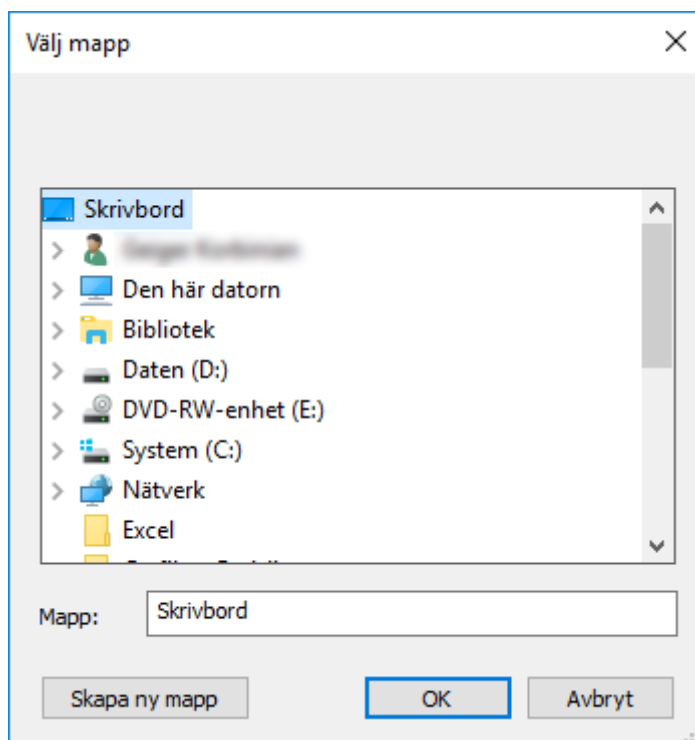 Välj mapp
Skrivbord
Den här datorn
Bibliotek
Daten (D:)
DVD-RW-enhet (E:)
System (C:)
Nätverk
Excel
Mapp:
Skrivbord
Skapa ny mapp
OK
Avbryt